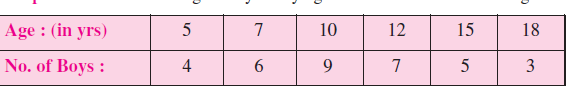 Age : (in yrs) 5 7 10 12 15 18
No. of Boys : 4 6 9 7 5 3